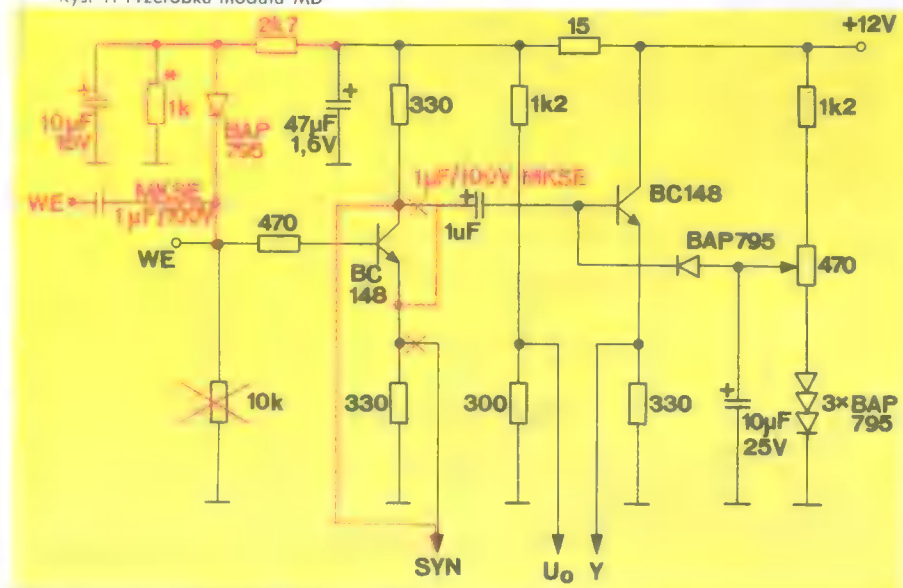 Rys. 1. Przeróbka modułu MD
2k7
15
+12V
10µF
15V
*
1k
BAP
795
47µF
1,6V
330
1k2
1k2
WE
MKSE
1µF/100V
1µF/100V MKSE
1uF
BC148
BAP795
470
WE
470
BC
148
10k
330
300
330
10µF
25V
3×BAP
795
SYN
U₀
Y